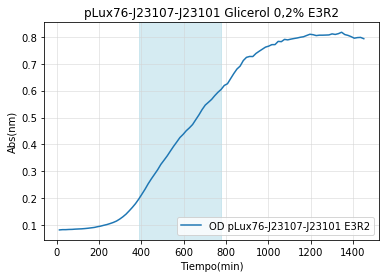 pLux76-J23107-J23101 Glicerol 0,2% E3R2
Abs(nm)
0.8
0.7
0.6
0.5
0.4
0.3
0.2
0.1
OD pLux76-J23107-J23101 E3R2
0 200 400 600 800 1000 1200 1400
Tiempo(min)